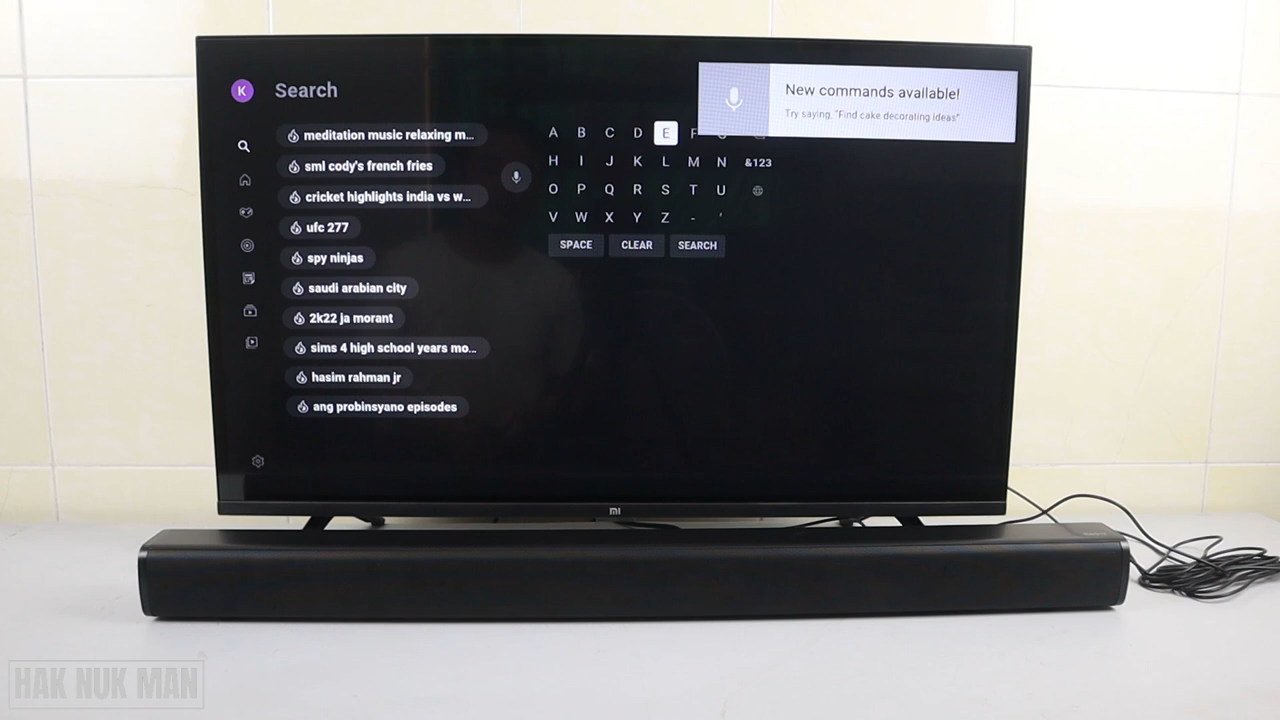 K Search
New commands available!
Try saying, "Find cake decorating ideas"
meditation music relaxing m...
sml cody's french fries
cricket highlights india vs w...
ufc 277
spy ninjas
saudi arabian city
2k22 ja morant
sims 4 high school years mo...
hasim rahman jr
ang probinsyano episodes
A B C D E F G
H I J K L M N &123
O P Q R S T U
V W X Y Z - '
SPACE CLEAR SEARCH
mi
HAK NUK MAN